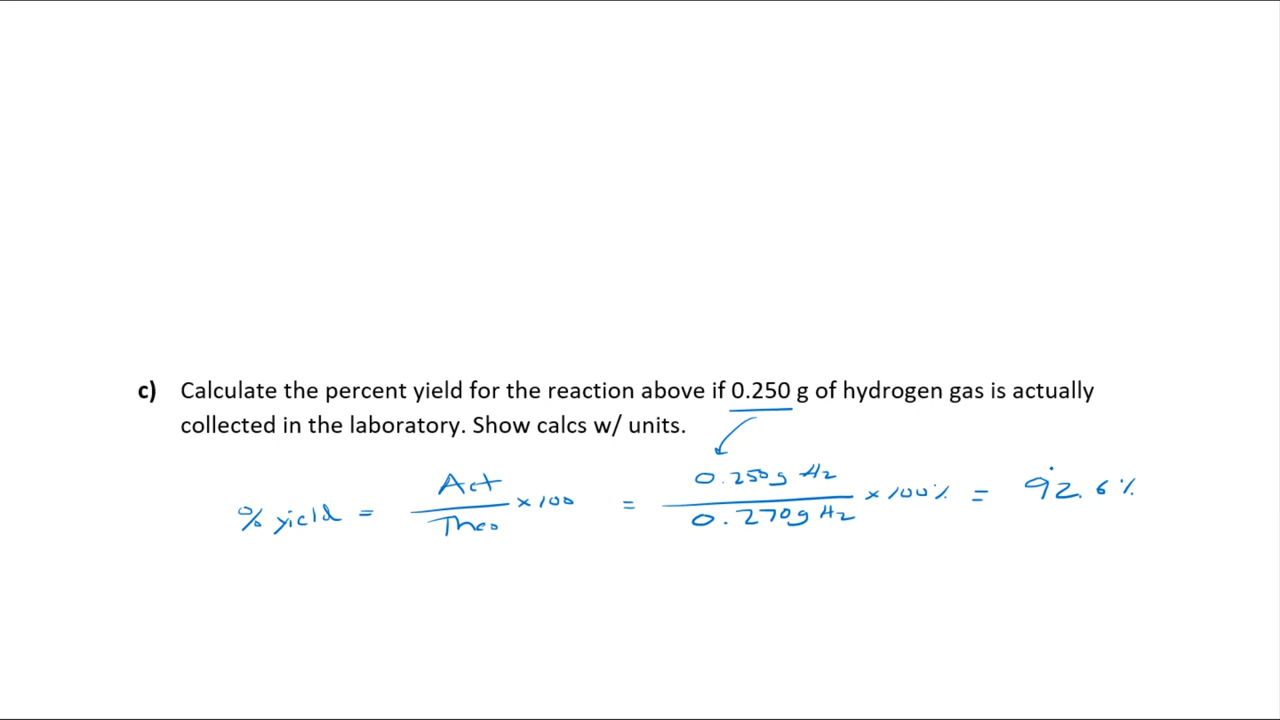 c) Calculate the percent yield for the reaction above if 0.250 g of hydrogen gas is actually
collected in the laboratory. Show calcs w/ units.
% yield = Act / Theo × 100 = 0.250g H2 / 0.270g H2 × 100% = 92.6%